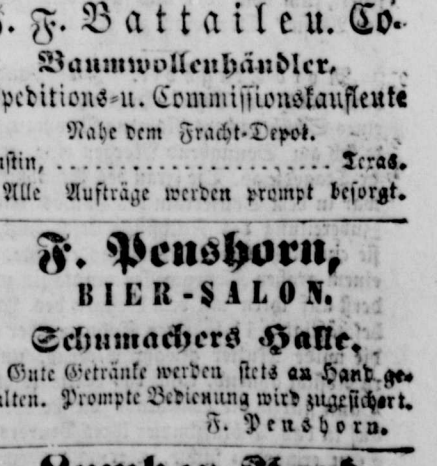 F. Battaile u. Co.
Baumwollenhändler,
peditions-u. Commissionskaufleute
Nahe dem Fracht-Depot.
ustin, .......................... Texas.
Alle Aufträge werden prompt besorgt.
F. Penshorn,
BIER-SALON.
Schumachers Halle.
Gute Getränke werden stets an Hand ge-
alten. Prompte Bedienung wird zugesichert.
F. Penshorn.